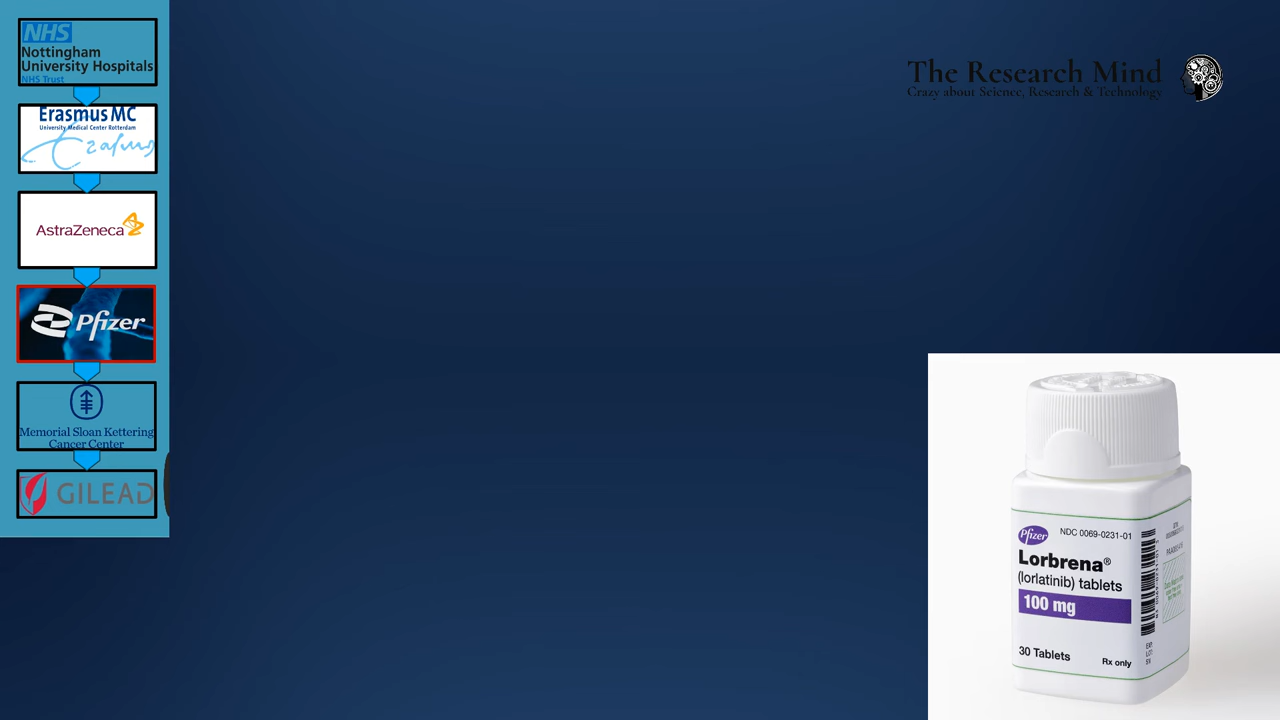 NHS
Nottingham
University Hospitals
NHS Trust
Erasmus MC
University Medical Center Rotterdam
Erasmus
AstraZeneca
Pfizer
Memorial Sloan Kettering
Cancer Center
GILEAD
The Research Mind
Crazy about Science, Research & Technology
Pfizer
NDC 0069-0231-01
Lorbrena®
(lorlatinib) tablets
100 mg
30 Tablets
Rx only